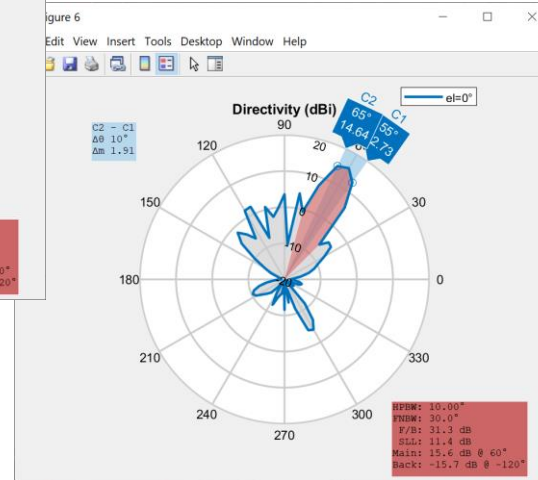 igure 6
Edit View Insert Tools Desktop Window Help
Directivity (dBi)
el=0°
C2 - C1
Δθ 10°
Δm 1.91
C2
C1
65°
14.64
55°
2.73
90
120
150
180
210
240
270
300
330
0
30
20
10
0
-10
-20
0°
20°
HPBW: 10.00°
FNBW: 30.0°
F/B: 31.3 dB
SLL: 11.4 dB
Main: 15.6 dB @ 60°
Back: -15.7 dB @ -120°